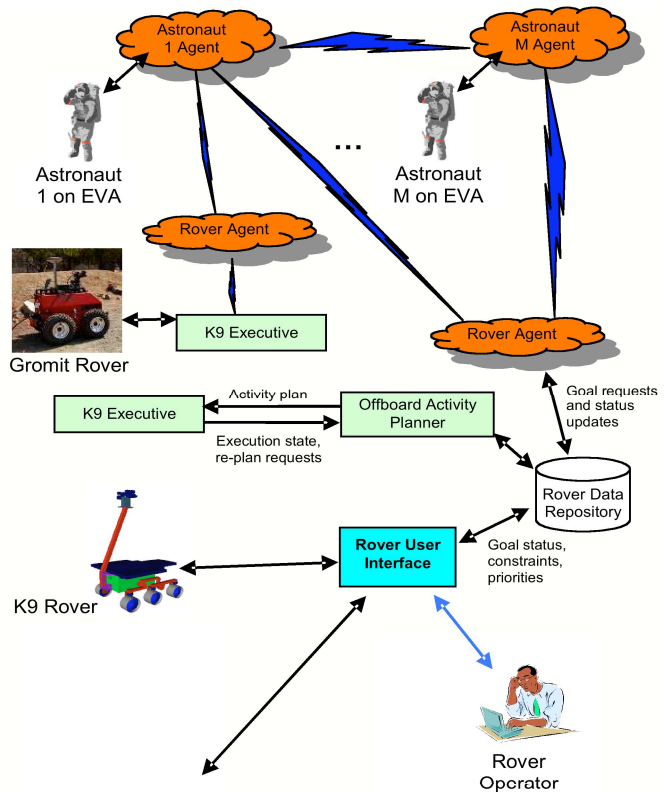 Astronaut
1 Agent
Astronaut
M Agent
...
Astronaut
1 on EVA
Astronaut
M on EVA
Rover Agent
K9 Executive
Gromit Rover
Rover Agent
Goal requests
and status
updates
Activity plan
K9 Executive
Offboard Activity
Planner
Execution state,
re-plan requests
Rover Data
Repository
Rover User
Interface
Goal status,
constraints,
priorities
K9 Rover
Rover
Operator